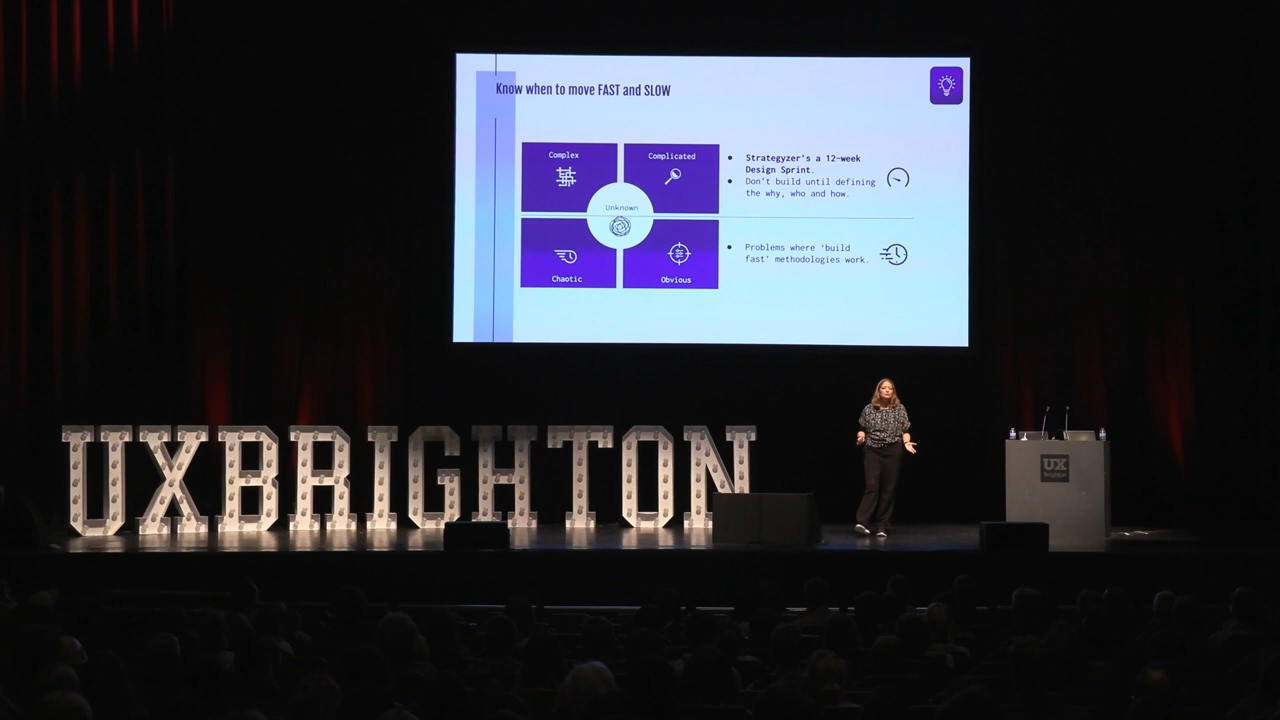 Know when to move FAST and SLOW
Complex
Complicated
Unknown
Chaotic
Obvious
● Strategyzer's a 12-week
Design Sprint.
● Don't build until defining
the why, who and how.
● Problems where 'build
fast' methodologies work.
UXBRIGHTON
UX
Brighton